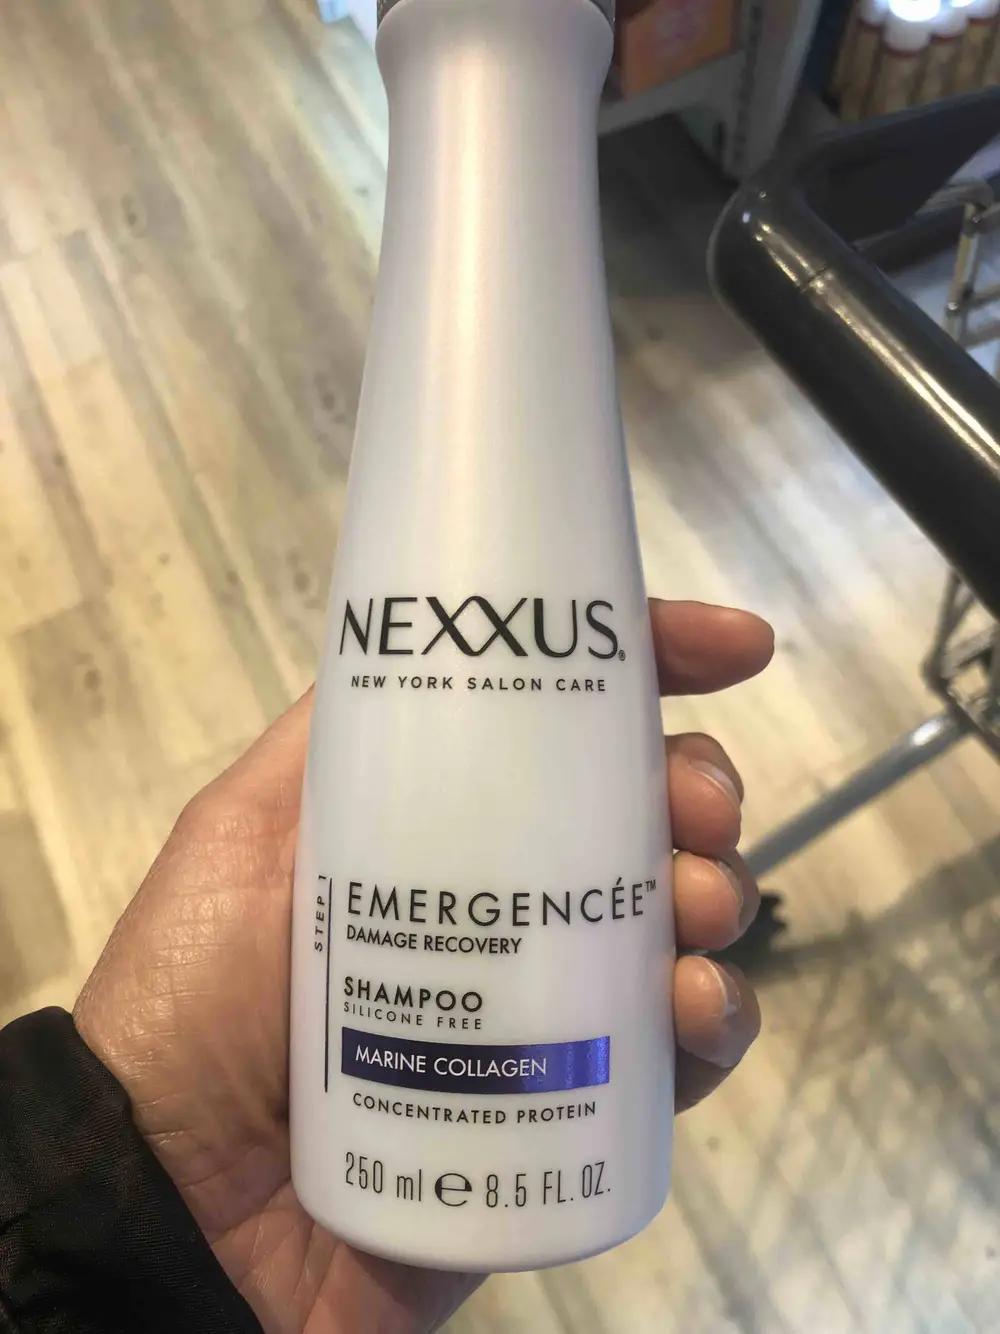 NEXXUS®
NEW YORK SALON CARE
STEP 1
EMERGENCÉE™
DAMAGE RECOVERY
SHAMPOO
SILICONE FREE
MARINE COLLAGEN
CONCENTRATED PROTEIN
250 ml ℮ 8.5 FL. OZ.